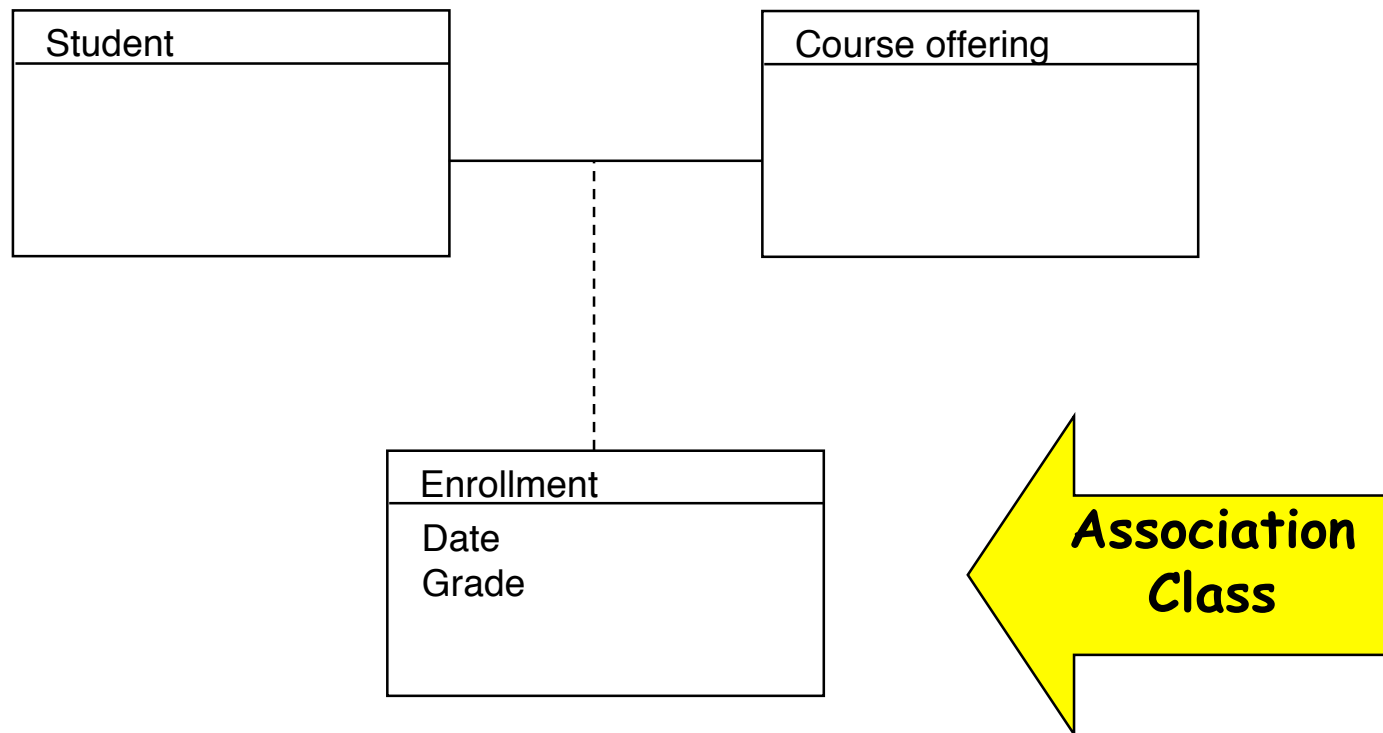 Student
Course offering
Enrollment
Date
Grade
Association
Class